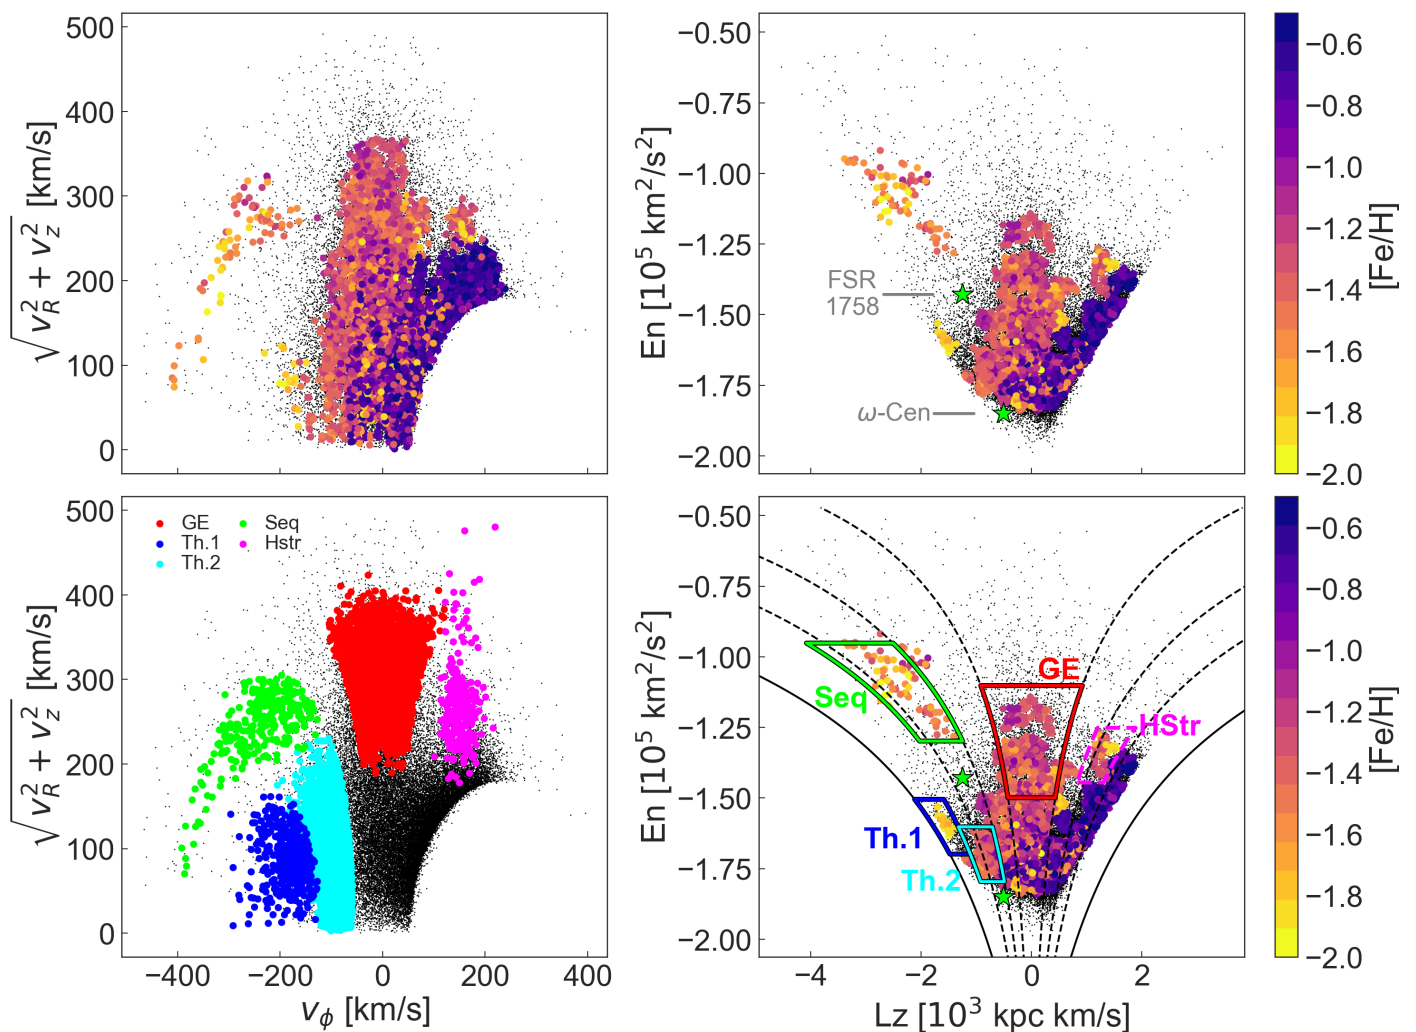 500
400
300
200
100
0
√v_R^2 + v_z^2 [km/s]
−400
−200
0
200
400
−0.50
−0.75
−1.00
−1.25
−1.50
−1.75
−2.00
En [10^5 km^2/s^2]
FSR
1758
ω-Cen
−0.6
−0.8
−1.0
−1.2
−1.4
−1.6
−1.8
−2.0
[Fe/H]
500
400
300
200
100
0
√v_R^2 + v_z^2 [km/s]
GE
Seq
Th.1
Hstr
Th.2
−400
−200
0
200
400
v_ϕ [km/s]
−0.50
−0.75
−1.00
−1.25
−1.50
−1.75
−2.00
En [10^5 km^2/s^2]
GE
Seq
HStr
Th.1
Th.2
−4
−2
0
2
Lz [10^3 kpc km/s]
−0.6
−0.8
−1.0
−1.2
−1.4
−1.6
−1.8
−2.0
[Fe/H]